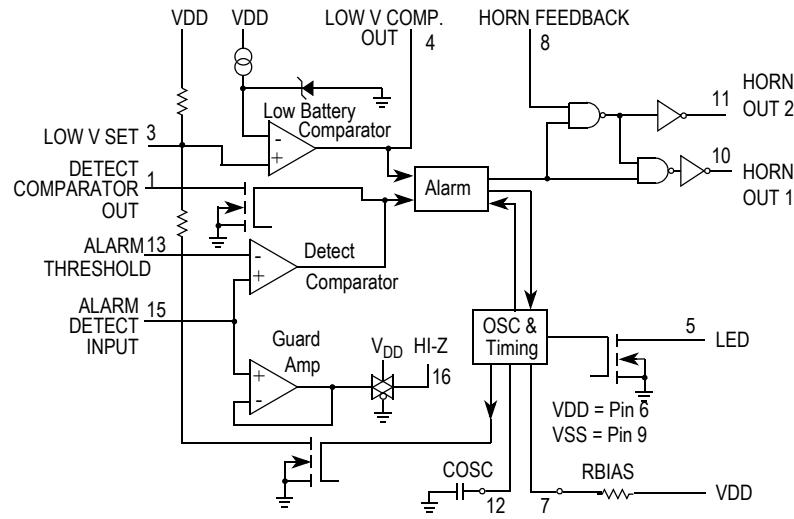 VDD
VDD
LOW V COMP.
OUT
4
HORN FEEDBACK
8
11
HORN
OUT 2
Low Battery
Comparator
-
+
LOW V SET 3
DETECT
COMPARATOR 1
OUT
Alarm
10
HORN
OUT 1
ALARM 13
THRESHOLD
-
+
Detect
Comparator
ALARM
DETECT 15
INPUT
Guard
Amp
+
-
VDD
HI-Z
16
OSC &
Timing
5
LED
VDD = Pin 6
VSS = Pin 9
COSC
12
7
RBIAS
VDD